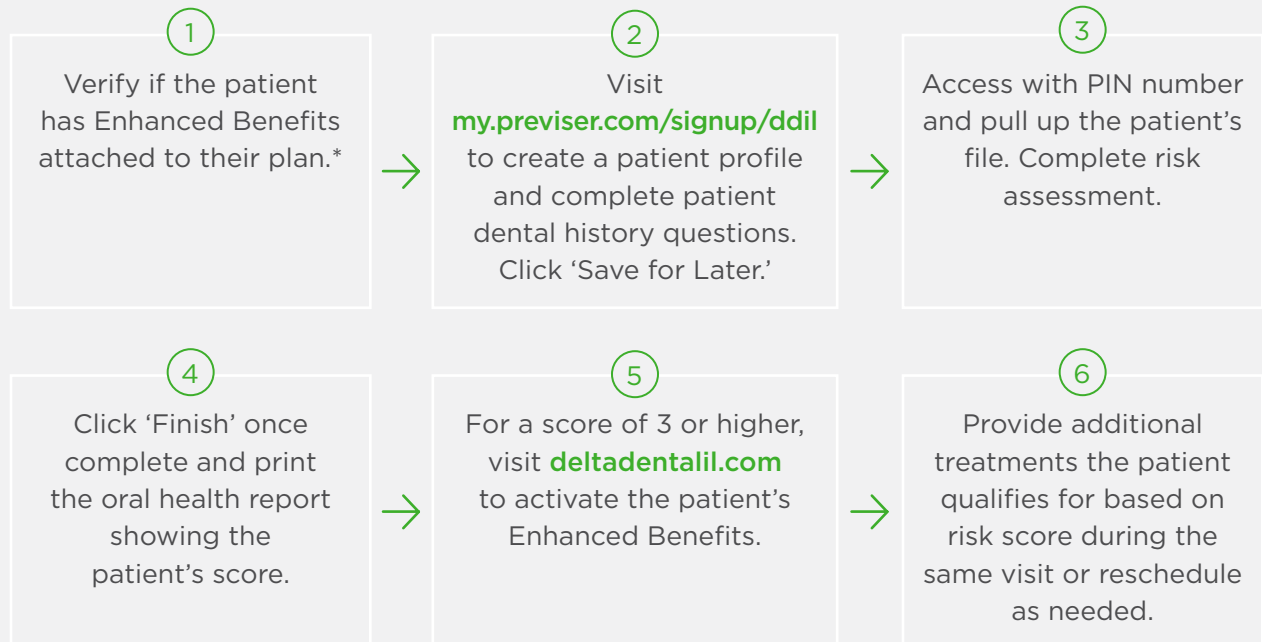 1
Verify if the patient
has Enhanced Benefits
attached to their plan.*
2
Visit
my.previser.com/signup/ddil
to create a patient profile
and complete patient
dental history questions.
Click ‘Save for Later.’
3
Access with PIN number
and pull up the patient’s
file. Complete risk
assessment.
4
Click ‘Finish’ once
complete and print
the oral health report
showing the
patient’s score.
5
For a score of 3 or higher,
visit deltadentalil.com
to activate the patient’s
Enhanced Benefits.
6
Provide additional
treatments the patient
qualifies for based on
risk score during the
same visit or reschedule
as needed.